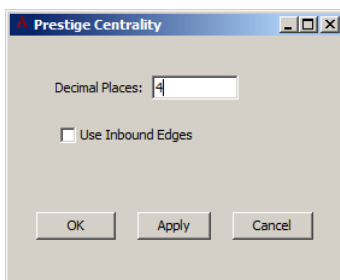 Prestige Centrality
Decimal Places: 4
Use Inbound Edges
OK Apply Cancel